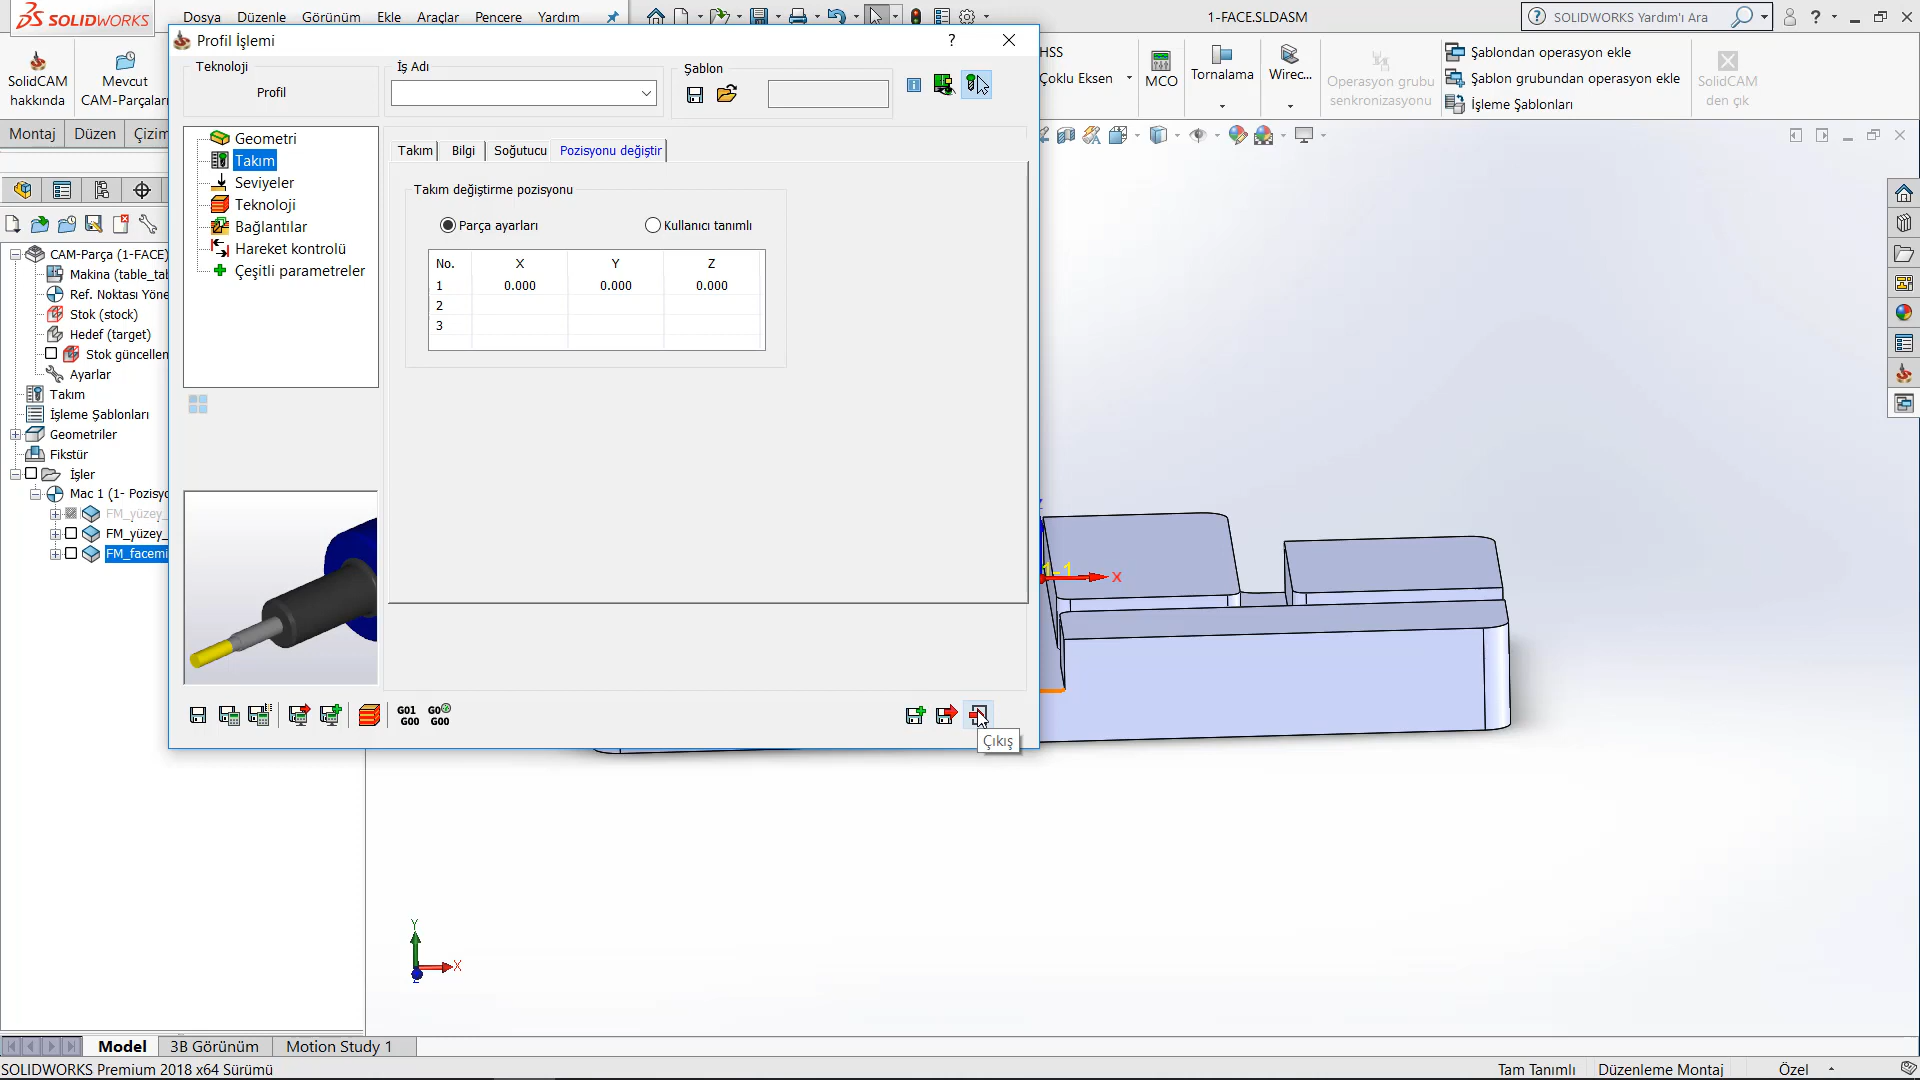 SOLIDWORKS
Dosya Düzenle Görünüm Ekle Araçlar Pencere Yardım
1-FACE.SLDASM
SOLIDWORKS Yardım'ı Ara
?
Profil İşlemi
?
SolidCAM
hakkında
Mevcut
CAM-Parçaları
Teknoloji
Profil
İş Adı
Şablon
HSS
Çoklu Eksen
MCO
Tornalama
Wirec...
Operasyon grubu
senkronizasyonu
Şablondan operasyon ekle
Şablon grubundan operasyon ekle
İşleme Şablonları
SolidCAM
den çık
Montaj Düzen Çizim
Geometri
Takım
Seviyeler
Teknoloji
Bağlantılar
Hareket kontrolü
Çeşitli parametreler
Takım Bilgi Soğutucu Pozisyonu değiştir
Takım değiştirme pozisyonu
Parça ayarları Kullanıcı tanımlı
No. X Y Z
1 0.000 0.000 0.000
2
3
CAM-Parça (1-FACE)
Makina (table_tab
Ref. Noktası Yöne
Stok (stock)
Hedef (target)
Stok güncellen
Ayarlar
Takım
İşleme Şablonları
Geometriler
Fikstür
İşler
Mac 1 (1- Pozisyo
FM_yüzey_
FM_yüzey_
FM_facemi
1-1
X
G01
G00
G0
G00
Çıkış
Y
X
Z
Model 3B Görünüm Motion Study 1
SOLIDWORKS Premium 2018 x64 Sürümü
Tam Tanımlı Düzenleme Montaj Özel